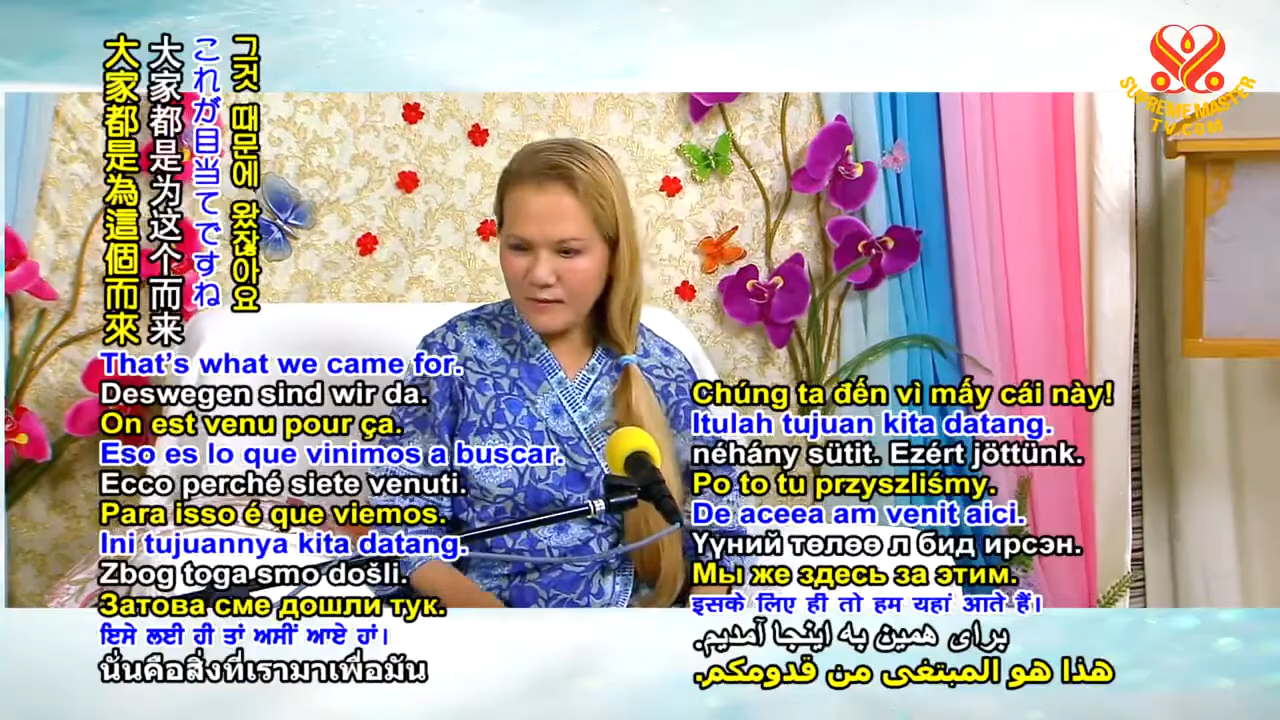 그것 때문에 왔잖아요
これが目当てですね
大家都是为这个而来
大家都是為這個而來
SUPREME MASTER
TV.COM
That's what we came for.
Deswegen sind wir da.
On est venu pour ça.
Eso es lo que vinimos a buscar.
Ecco perché siete venuti.
Para isso é que viemos.
Ini tujuannya kita datang.
Zbog toga smo došli.
Затова сме дошли тук.
ਇਸੇ ਲਈ ਹੀ ਤਾਂ ਅਸੀਂ ਆਏ ਹਾਂ।
นั่นคือสิ่งที่เรามาเพื่อมัน
Chúng ta đến vì mấy cái này!
Itulah tujuan kita datang.
néhány sütit. Ezért jöttünk.
Po to tu przyszliśmy.
De aceea am venit aici.
Үүний төлөө л бид ирсэн.
Мы же здесь за этим.
इसके लिए ही तो हम यहां आते हैं।
برای همین به اینجا آمدیم.
هذا هو المبتغى من قدومكم.